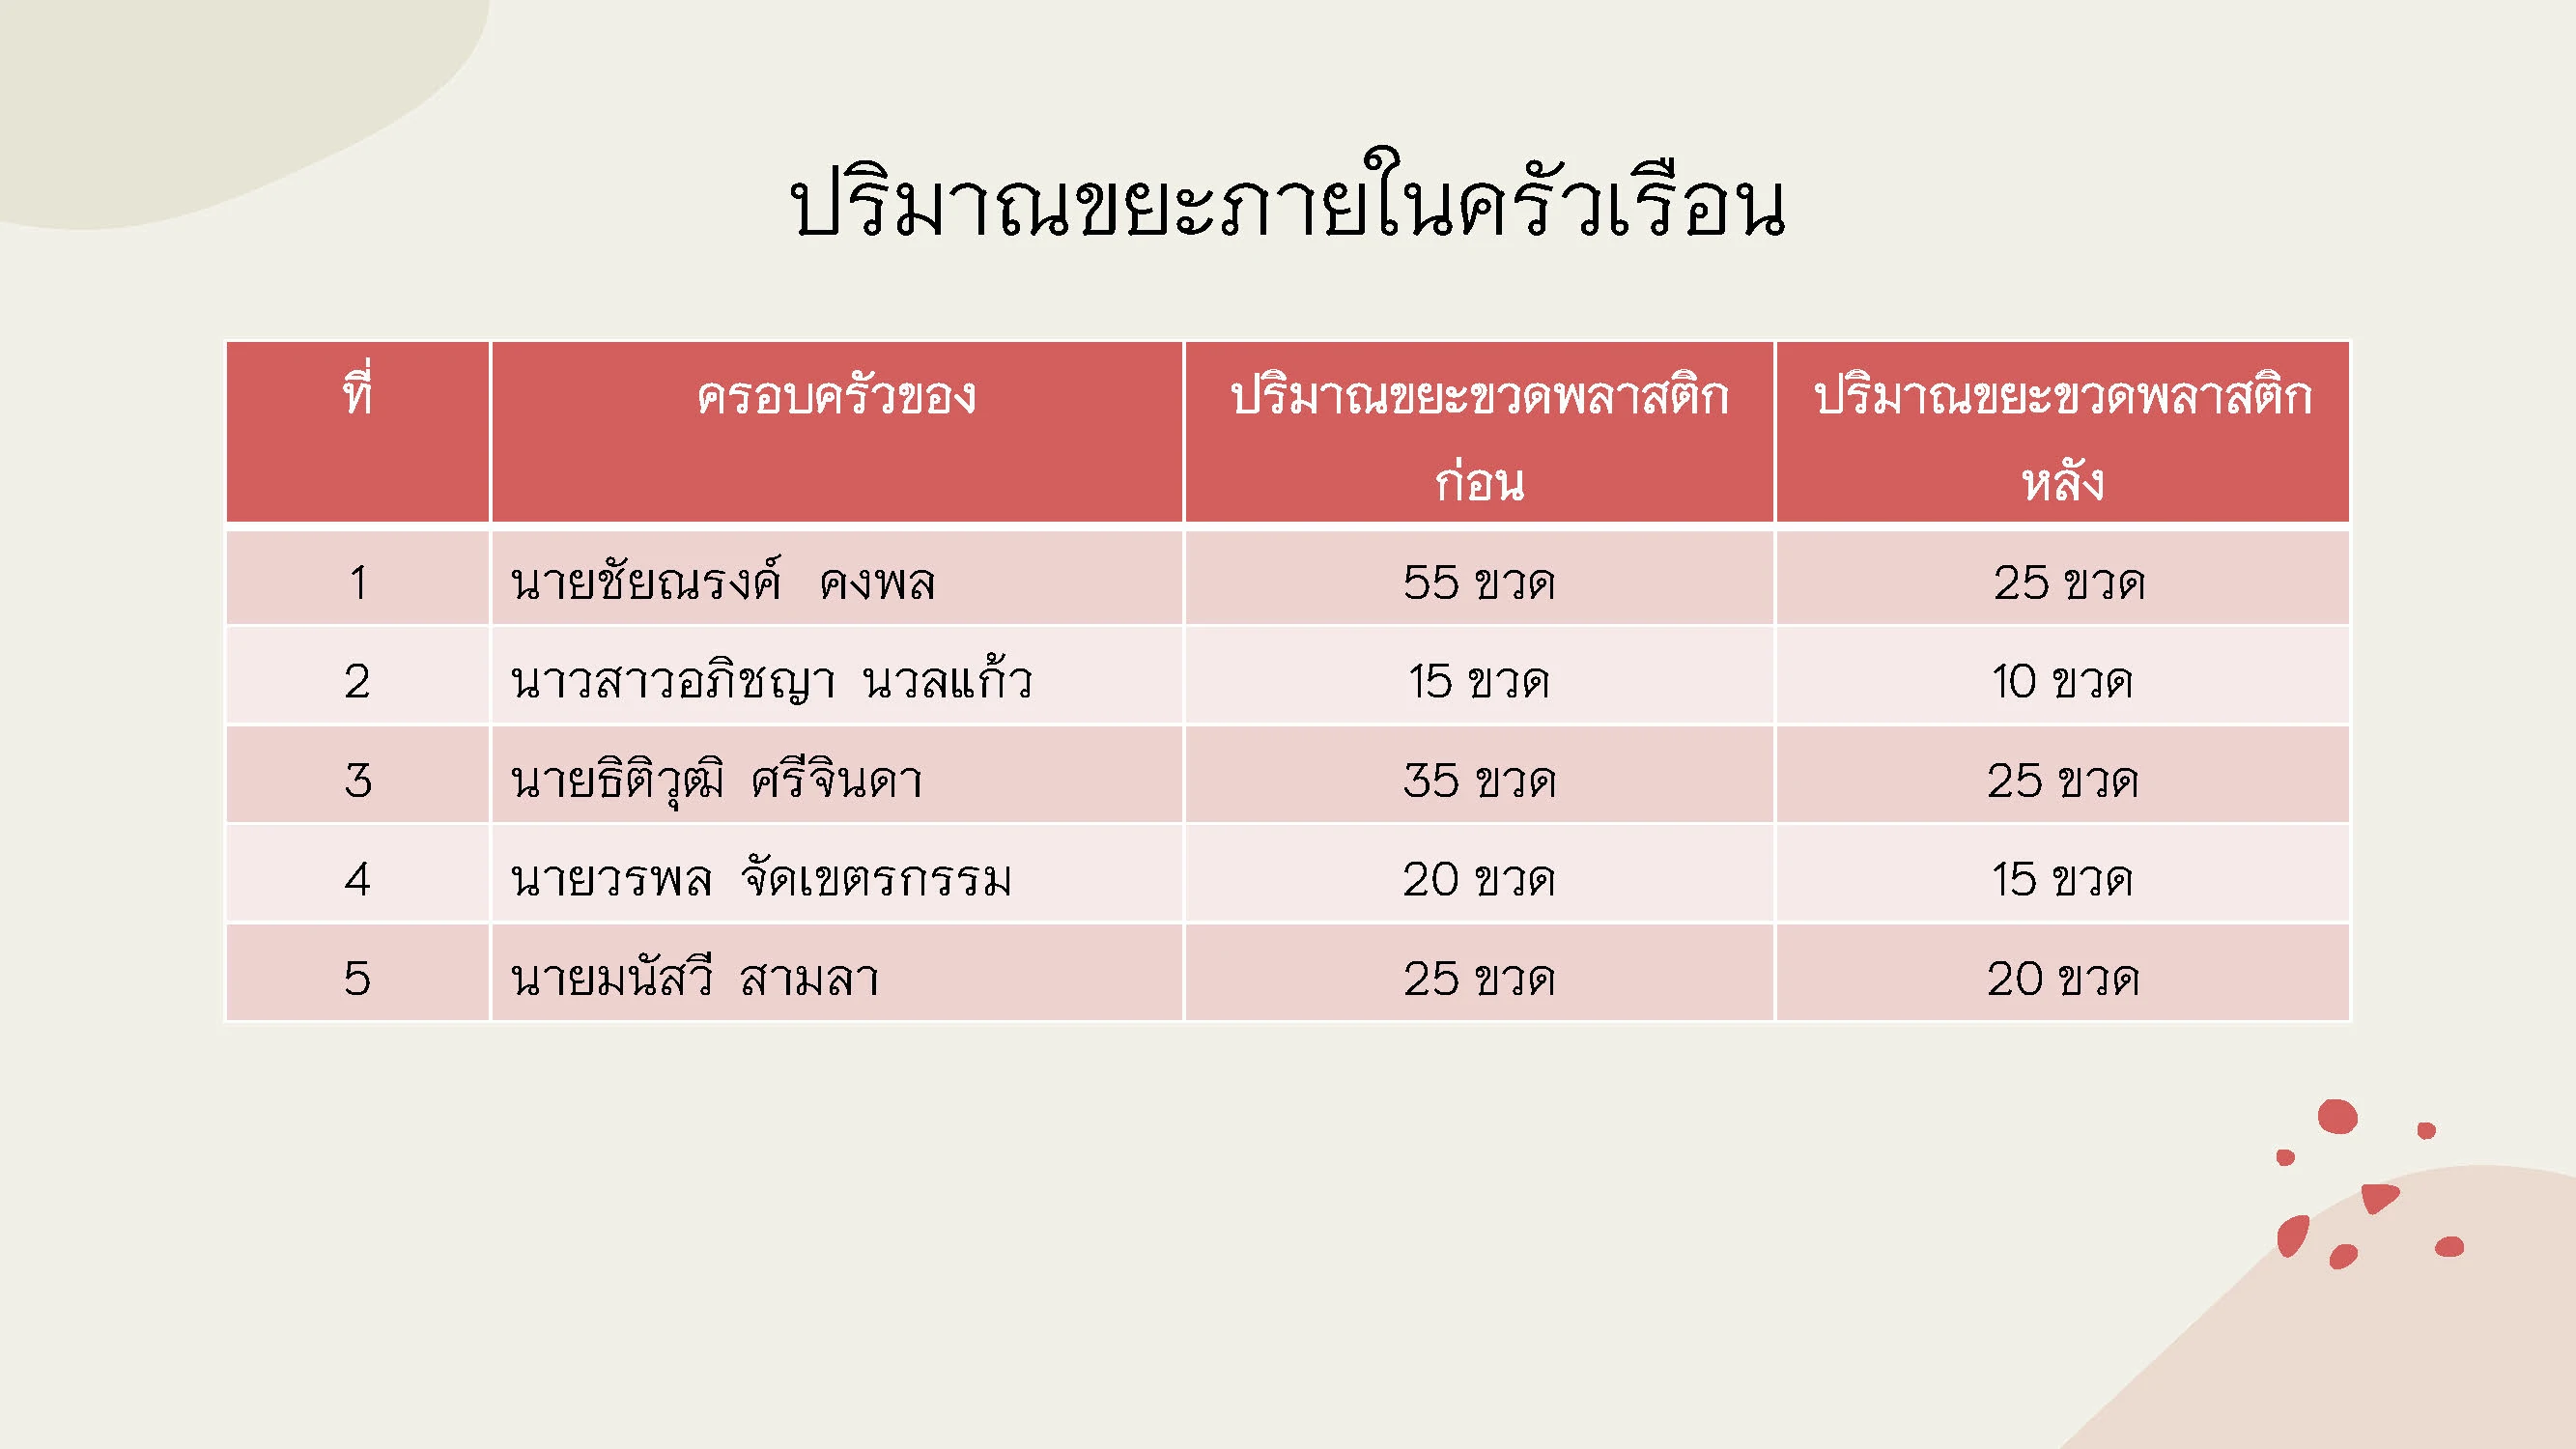 ปริมาณขยะภายในครัวเรือน
ที่ ครอบครัวของ ปริมาณขยะขวดพลาสติก ก่อน ปริมาณขยะขวดพลาสติก หลัง
1 นายชัยณรงค์ คงพล 55 ขวด 25 ขวด
2 นาวสาวอภิชญา นวลแก้ว 15 ขวด 10 ขวด
3 นายธิติวุฒิ ศรีจินดา 35 ขวด 25 ขวด
4 นายวรพล จัดเขตรกรรม 20 ขวด 15 ขวด
5 นายมนัสวี สามลา 25 ขวด 20 ขวด